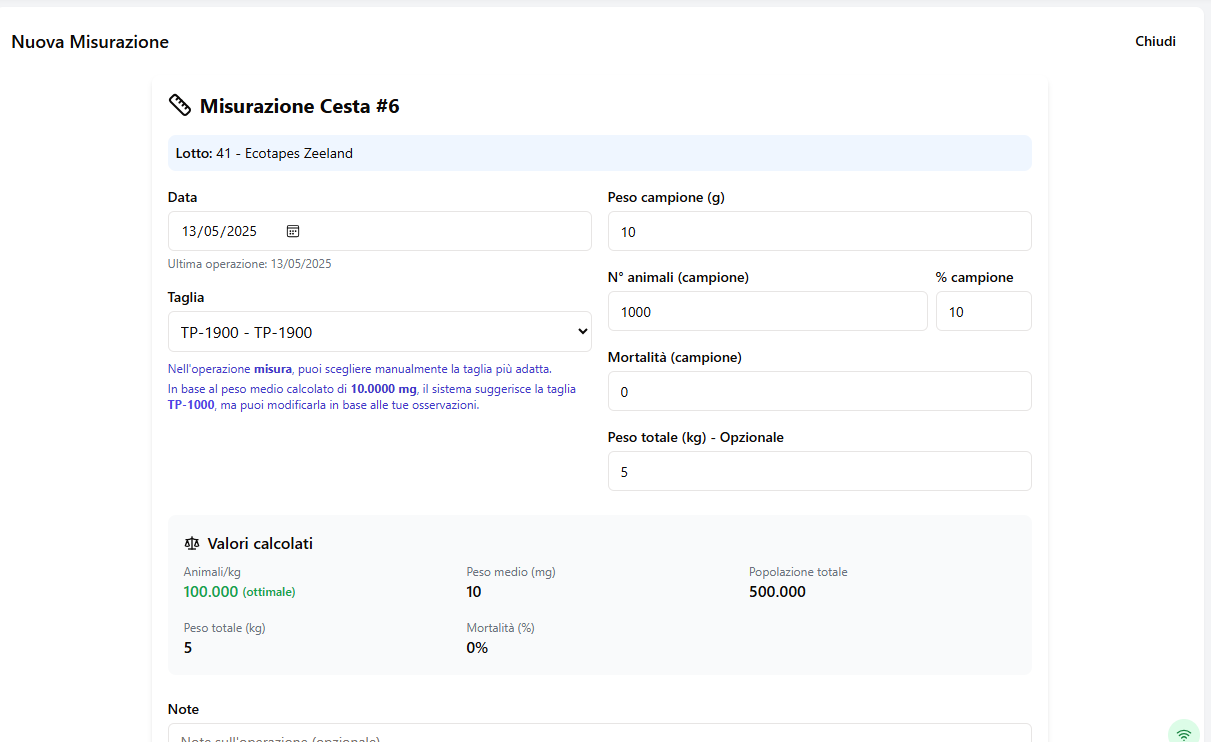 Nuova Misurazione
Chiudi
Misurazione Cesta #6
Lotto: 41 - Ecotapes Zeeland
Data
13/05/2025
Ultima operazione: 13/05/2025
Taglia
TP-1900 - TP-1900
Nell'operazione misura, puoi scegliere manualmente la taglia più adatta.
In base al peso medio calcolato di 10.0000 mg, il sistema suggerisce la taglia
TP-1000, ma puoi modificarla in base alle tue osservazioni.
Peso campione (g)
10
N° animali (campione)
1000
% campione
10
Mortalità (campione)
0
Peso totale (kg) - Opzionale
5
Valori calcolati
Animali/kg
100.000 (ottimale)
Peso medio (mg)
10
Popolazione totale
500.000
Peso totale (kg)
5
Mortalità (%)
0%
Note
Note sull'operazione (opzionale)